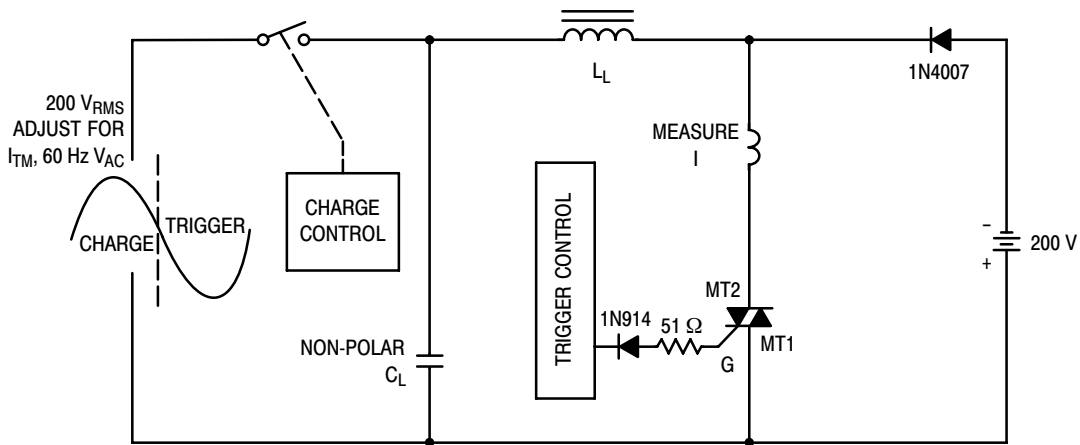 200 VRMS
ADJUST FOR
ITM, 60 Hz VAC
CHARGE
TRIGGER
CHARGE
CONTROL
NON-POLAR
CL
LL
TRIGGER CONTROL
MEASURE
I
1N914
51 Ω
G
MT2
MT1
1N4007
-
+
200 V